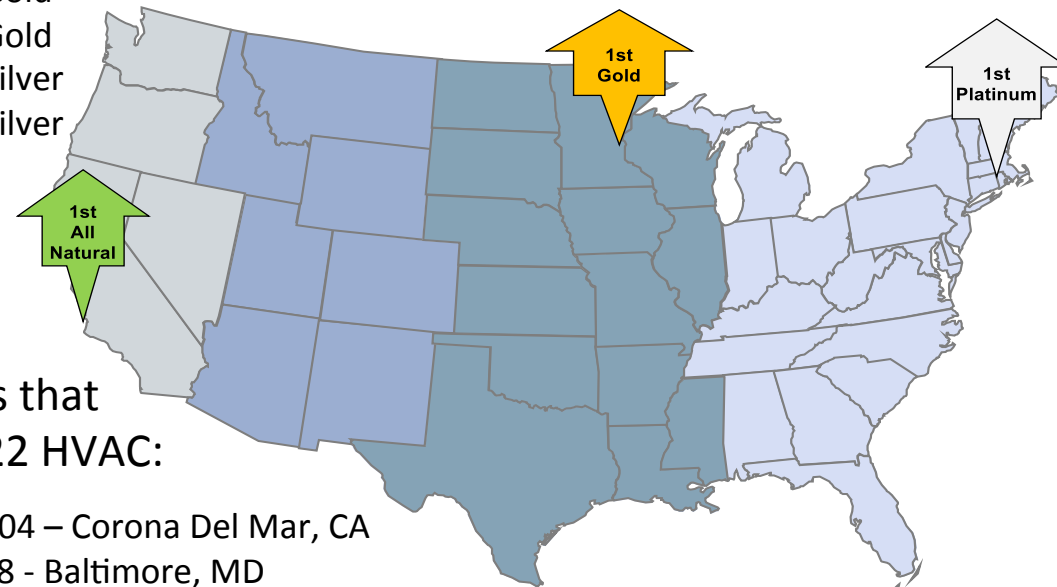 Gold
ilver
ilver
1st
Gold
1st
Platinum
1st
All
Natural
s that
22 HVAC:
04 – Corona Del Mar, CA
8 - Baltimore, MD